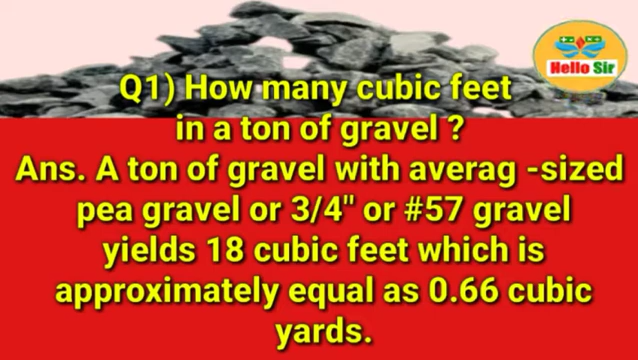 Hello Sir
Q1) How many cubic feet
in a ton of gravel ?
Ans. A ton of gravel with averag -sized
pea gravel or 3/4" or #57 gravel
yields 18 cubic feet which is
approximately equal as 0.66 cubic
yards.